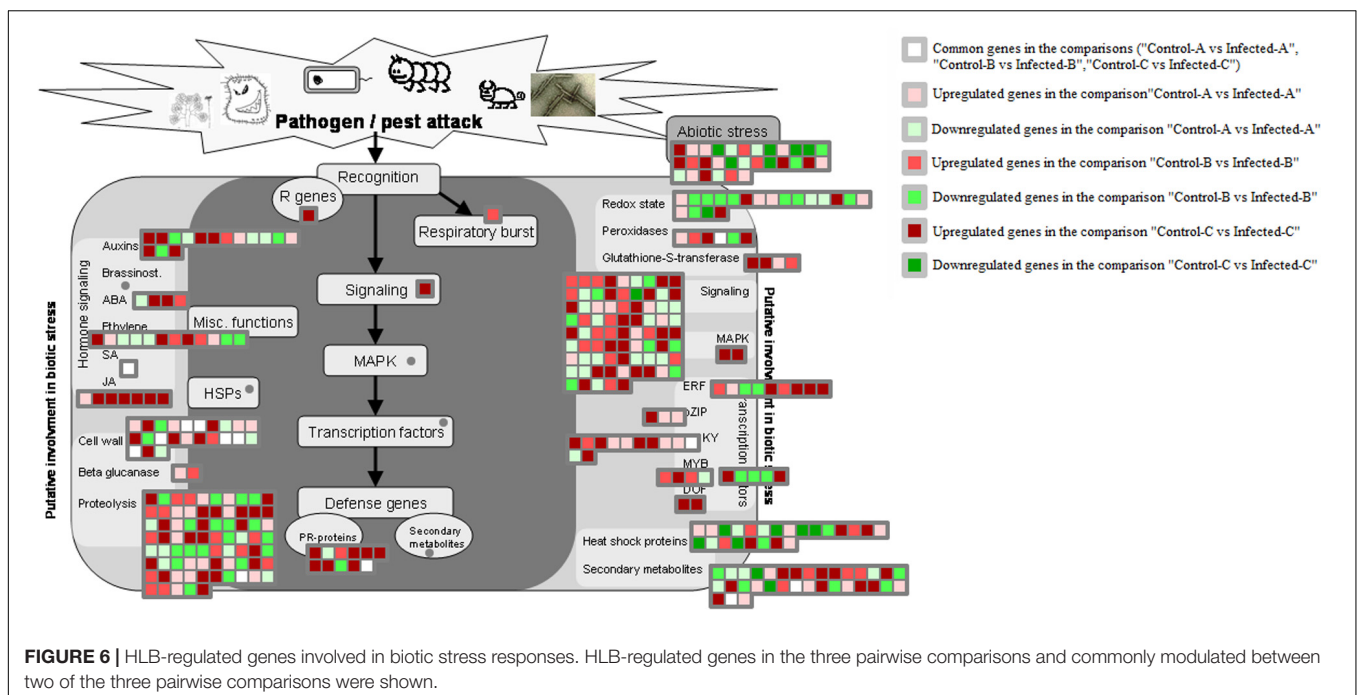 Pathogen / pest attack
Recognition
R genes
Respiratory burst
Signaling
Misc. functions
MAPK
HSPs
Transcription factors
Defense genes
PR-proteins
Secondary
metabolites
Putative involvment in biotic stress
Hormone signaling
Auxins
Brassinost.
ABA
Ethylene
SA
JA
Cell wall
Beta glucanase
Proteolysis
Abiotic stress
Redox state
Peroxidases
Glutathione-S-transferase
Signaling
MAPK
ERF
bZIP
KY
MYB
DOF
Heat shock proteins
Secondary metabolites
Common genes in the comparisons ("Control-A vs Infected-A",
"Control-B vs Infected-B","Control-C vs Infected-C")
Upregulated genes in the comparison"Control-A vs Infected-A"
Downregulated genes in the comparison "Control-A vs Infected-A"
Upregulated genes in the comparison "Control-B vs Infected-B"
Downregulated genes in the comparison "Control-B vs Infected-B"
Upregulated genes in the comparison "Control-C vs Infected-C"
Downregulated genes in the comparison "Control-C vs Infected-C"
FIGURE 6 | HLB-regulated genes involved in biotic stress responses. HLB-regulated genes in the three pairwise comparisons and commonly modulated between
two of the three pairwise comparisons were shown.